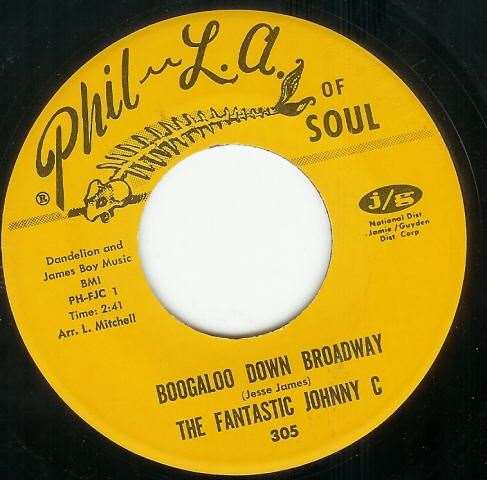 Phil-L.A.
OF
SOUL
®
j/g
National Dist
Jamie/Guyden
Dist. Corp
Dandelion and
James Boy Music
BMI
PH-FJC 1
Time: 2:41
Arr. L. Mitchell
BOOGALOO DOWN BROADWAY
(Jesse James)
THE FANTASTIC JOHNNY C
305